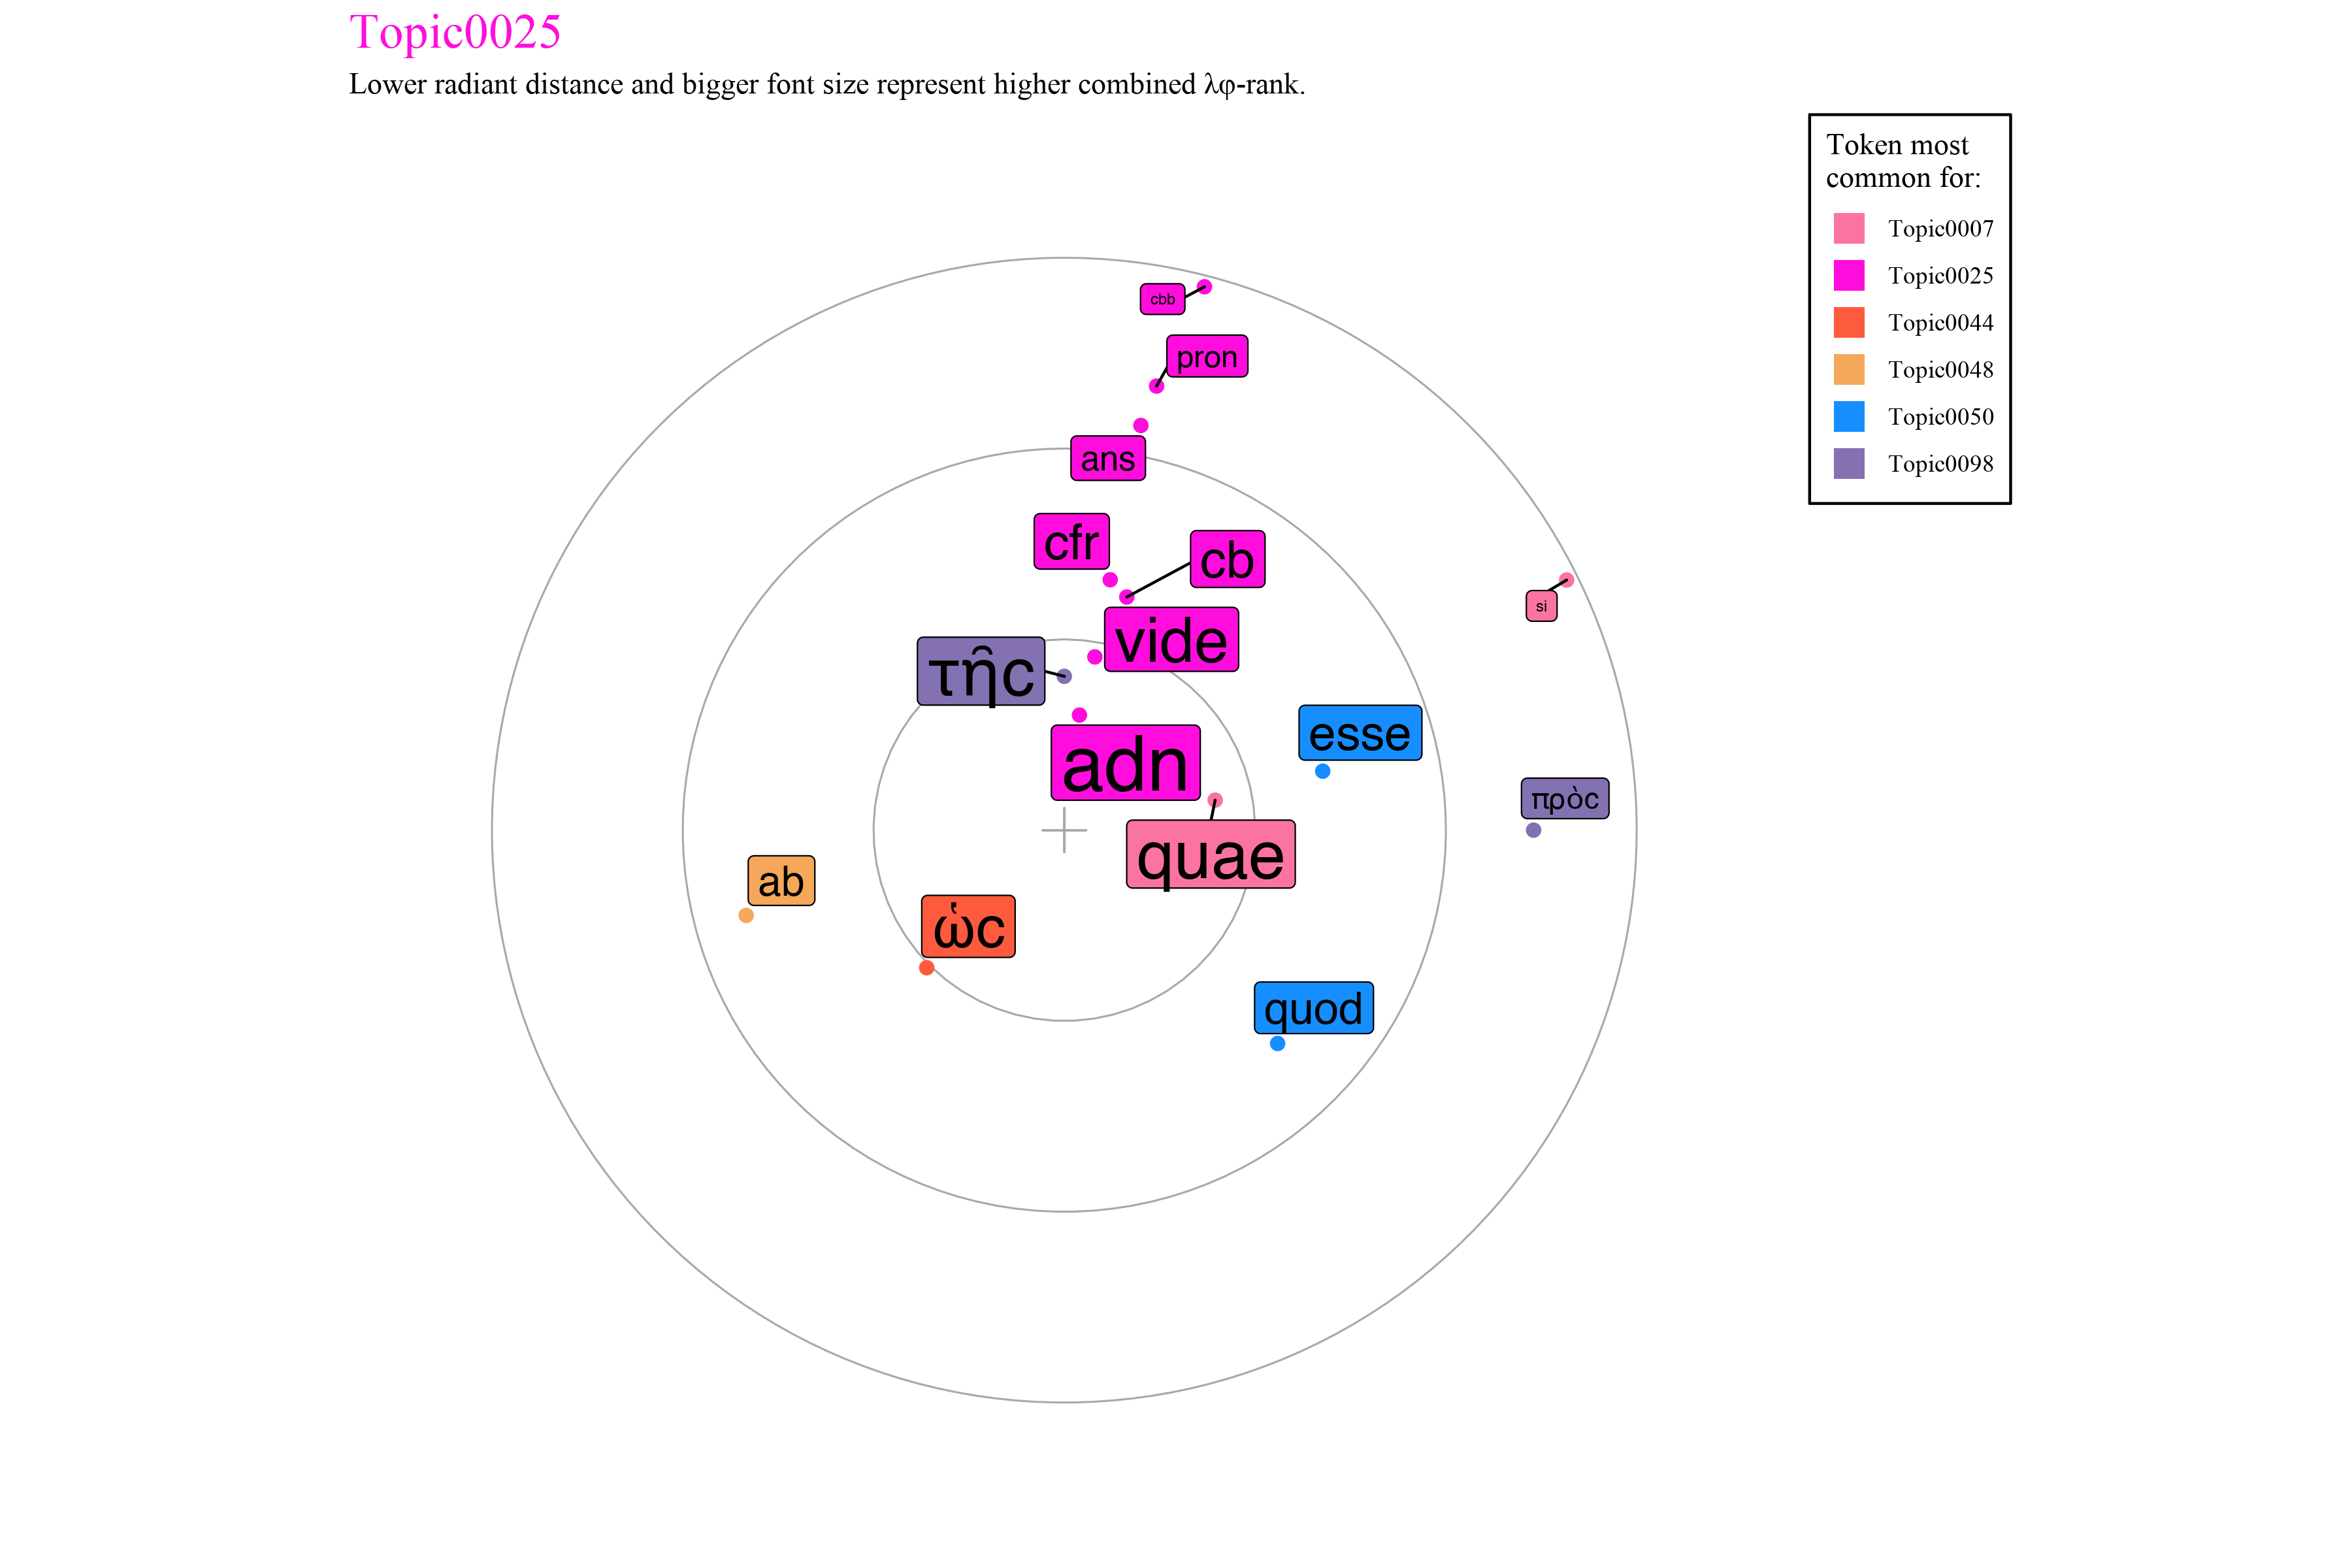 Topic0025
Lower radiant distance and bigger font size represent higher combined λφ-rank.
Token most
common for:
Topic0007
Topic0025
Topic0044
Topic0048
Topic0050
Topic0098
cbb
pron
ans
cfr
cb
si
vide
τῆϲ
esse
adn
πρὸϲ
quae
ab
ὡϲ
quod